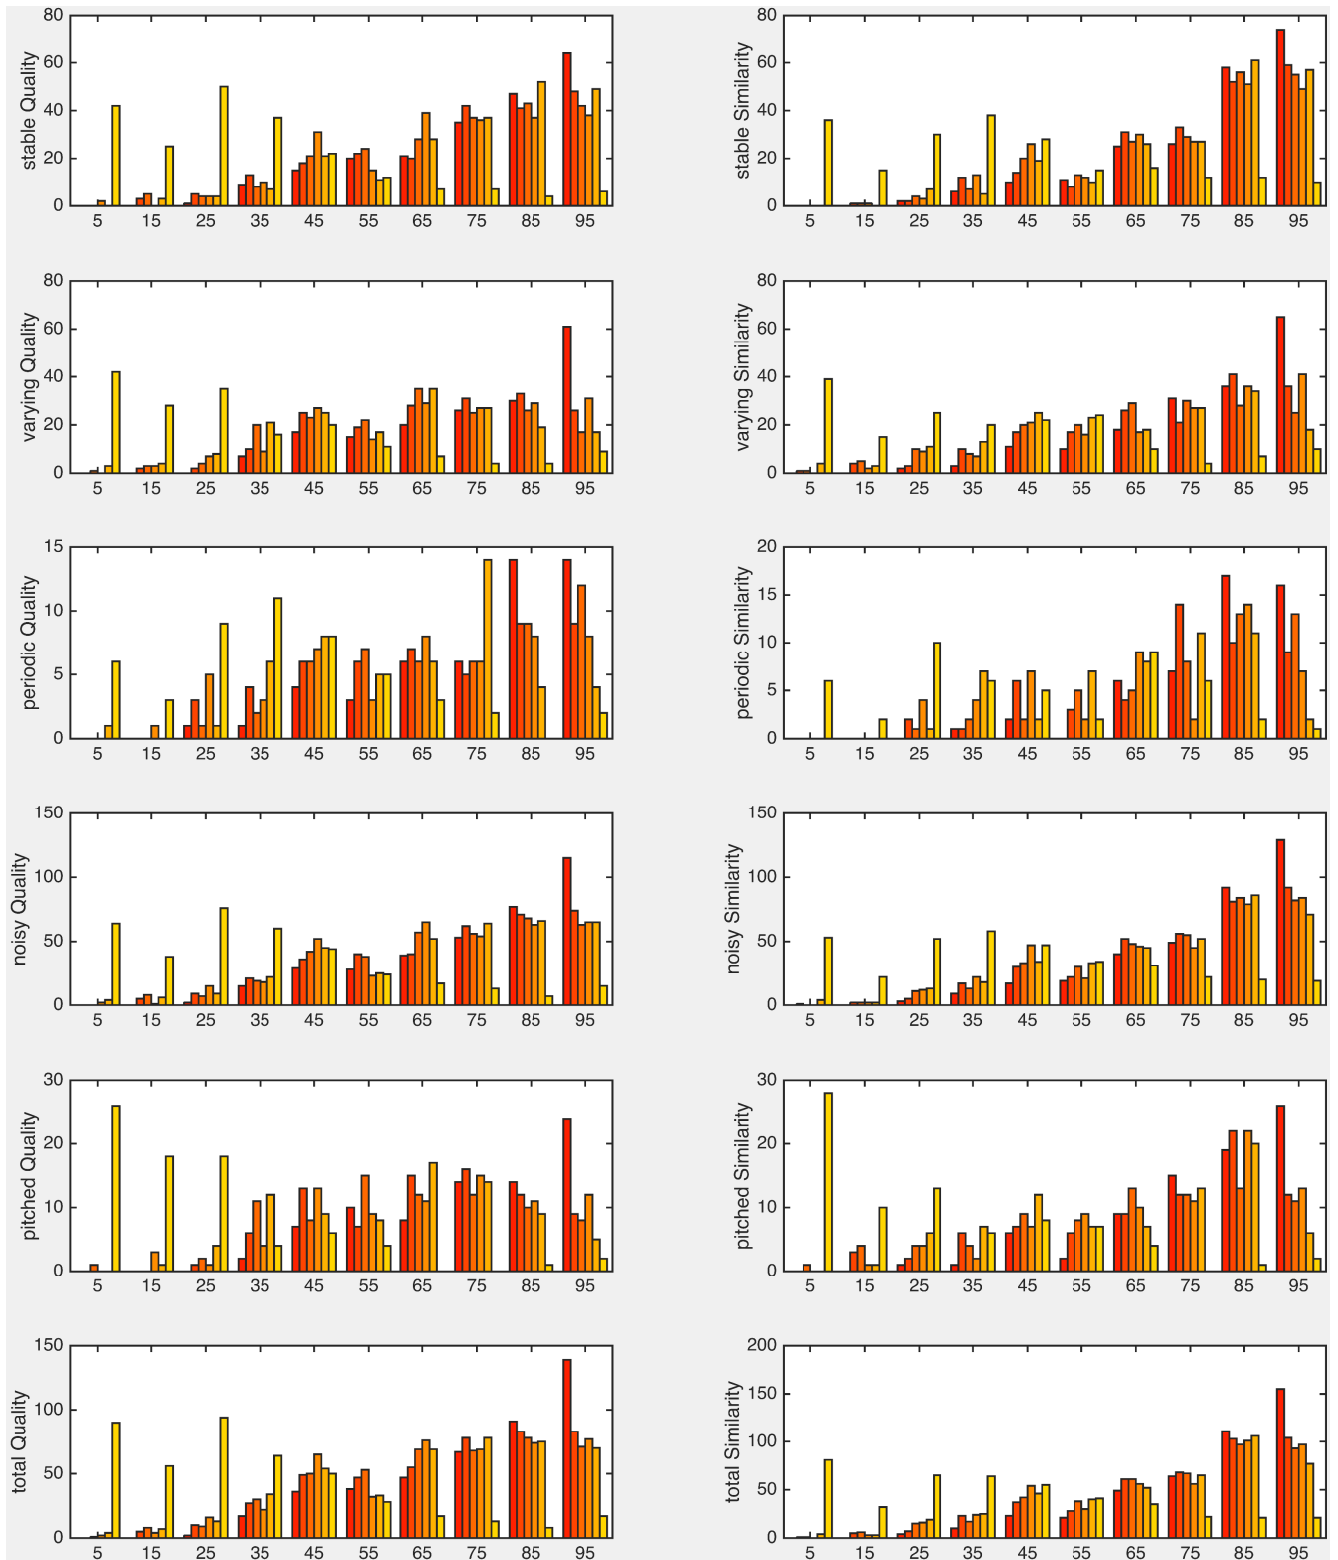 80
60
40
20
0
stable Quality
5 15 25 35 45 55 65 75 85 95
80
60
40
20
0
stable Similarity
5 15 25 35 45 55 65 75 85 95
80
60
40
20
0
varying Quality
5 15 25 35 45 55 65 75 85 95
80
60
40
20
0
varying Similarity
5 15 25 35 45 55 65 75 85 95
15
10
5
0
periodic Quality
5 15 25 35 45 55 65 75 85 95
20
15
10
5
0
periodic Similarity
5 15 25 35 45 55 65 75 85 95
150
100
50
0
noisy Quality
5 15 25 35 45 55 65 75 85 95
150
100
50
0
noisy Similarity
5 15 25 35 45 55 65 75 85 95
30
20
10
0
pitched Quality
5 15 25 35 45 55 65 75 85 95
30
20
10
0
pitched Similarity
5 15 25 35 45 55 65 75 85 95
150
100
50
0
total Quality
5 15 25 35 45 55 65 75 85 95
200
150
100
50
0
total Similarity
5 15 25 35 45 55 65 75 85 95